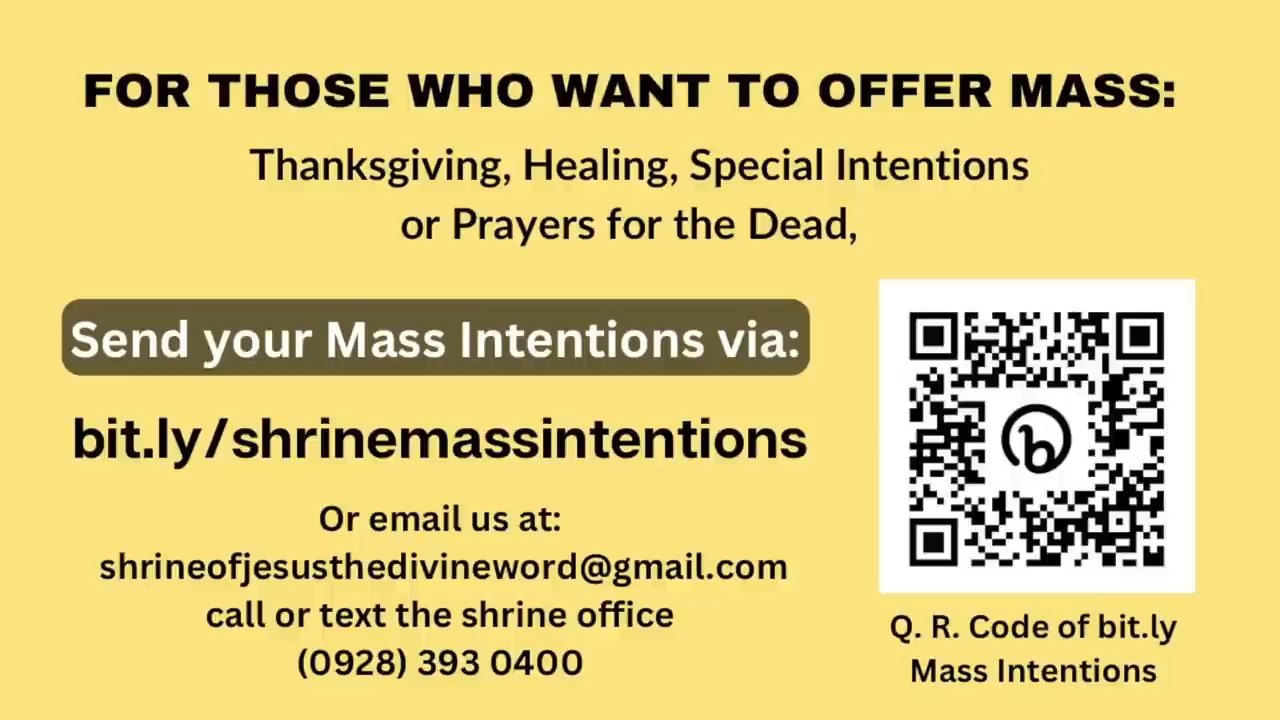 FOR THOSE WHO WANT TO OFFER MASS:
Thanksgiving, Healing, Special Intentions
or Prayers for the Dead,
Send your Mass Intentions via:
bit.ly/shrinemassintentions
Or email us at:
shrineofjesusthedivineword@gmail.com
call or text the shrine office
(0928) 393 0400
b
Q. R. Code of bit.ly
Mass Intentions